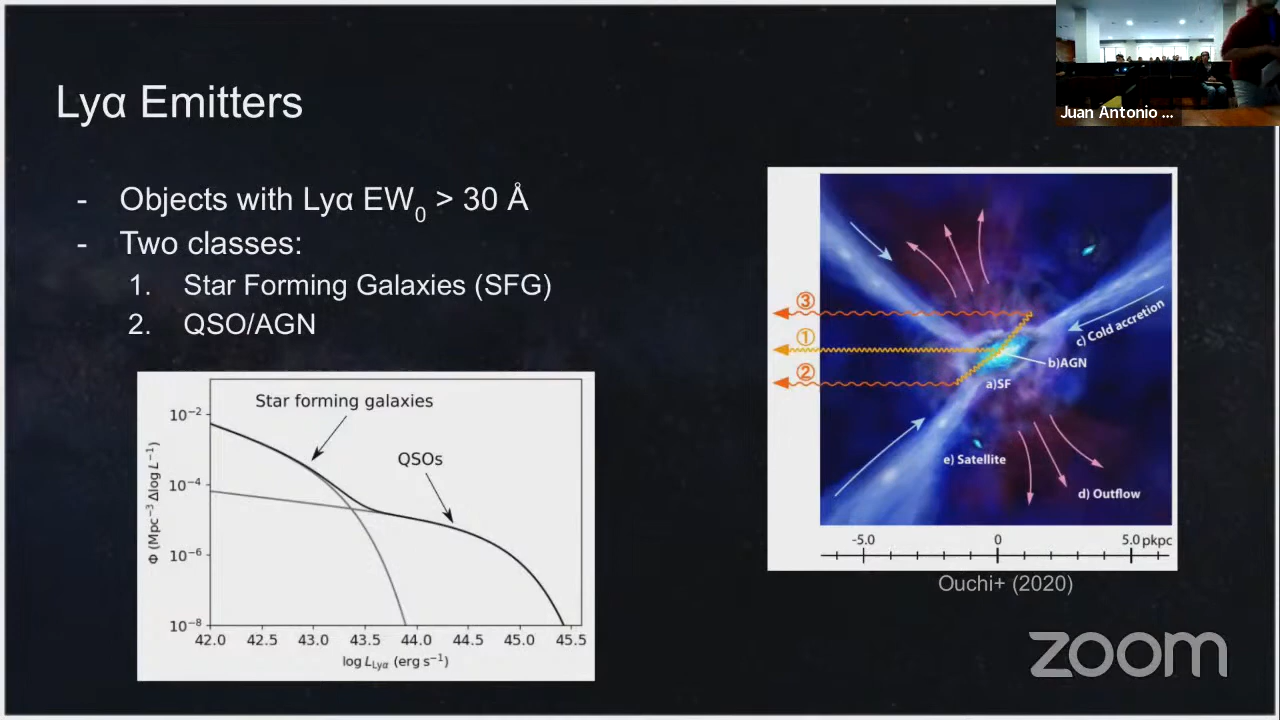 Juan Antonio ...
Lyα Emitters
- Objects with Lyα EW₀ > 30 Å
- Two classes:
1. Star Forming Galaxies (SFG)
2. QSO/AGN
Star forming galaxies
QSOs
Φ (Mpc⁻³ Δlog L⁻¹)
10⁻²
10⁻⁴
10⁻⁶
10⁻⁸
42.0 42.5 43.0 43.5 44.0 44.5 45.0 45.5
log L_Lyα (erg s⁻¹)
③
①
②
c) Cold accretion
b)AGN
a)SF
e) Satellite
d) Outflow
-5.0 0 5.0 pkpc
Ouchi+ (2020)
zoom